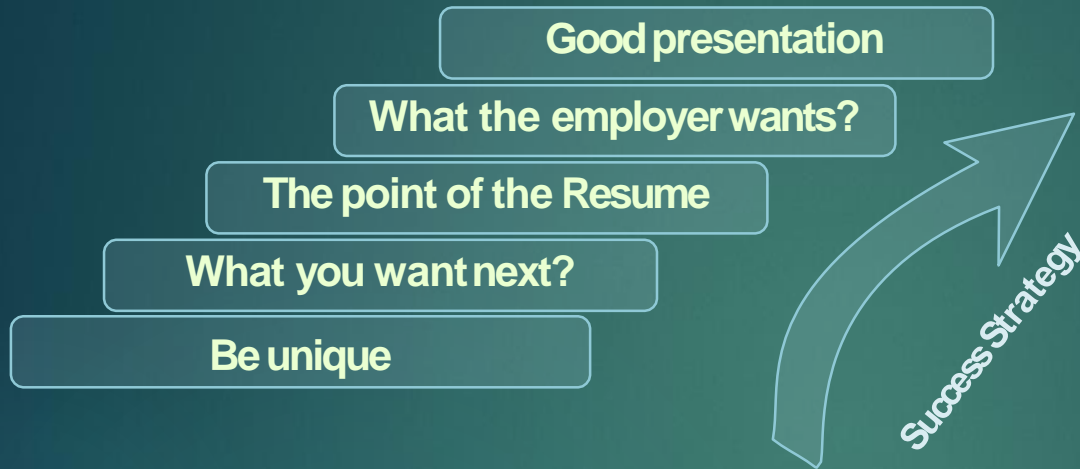 Good presentation
What the employer wants?
The point of the Resume
What you want next?
Be unique
Success Strategy